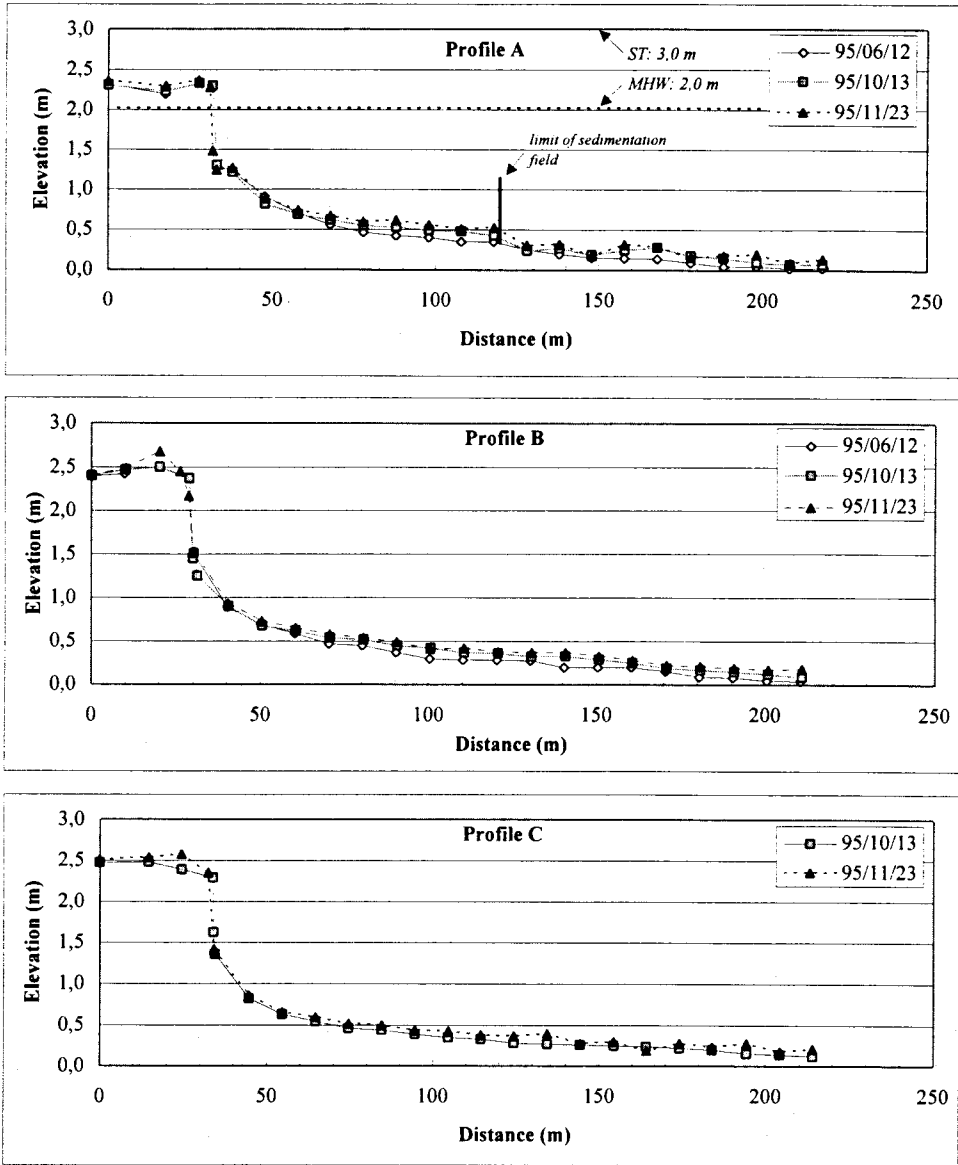 Profile A
ST: 3,0 m
MHW: 2,0 m
limit of sedimentation
field
95/06/12
95/10/13
95/11/23
Elevation (m)
3,0
2,5
2,0
1,5
1,0
0,5
0,0
0 50 100 150 200 250
Distance (m)
Profile B
95/06/12
95/10/13
95/11/23
Elevation (m)
3,0
2,5
2,0
1,5
1,0
0,5
0,0
0 50 100 150 200 250
Distance (m)
Profile C
95/10/13
95/11/23
Elevation (m)
3,0
2,5
2,0
1,5
1,0
0,5
0,0
0 50 100 150 200 250
Distance (m)